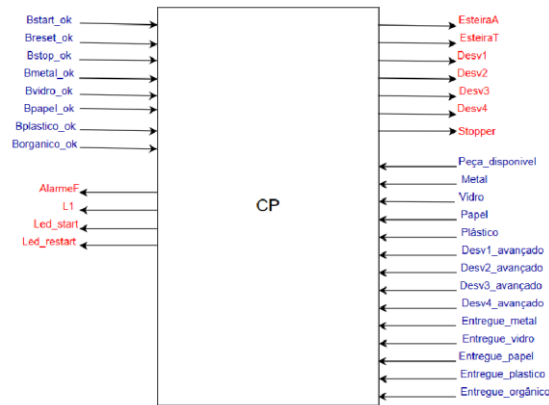 Bstart_ok
Breset_ok
Bstop_ok
Bmetal_ok
Bvidro_ok
Bpapel_ok
Bplastico_ok
Borganico_ok
AlarmeF
L1
Led_start
Led_restart
CP
EsteiraA
EsteiraT
Desv1
Desv2
Desv3
Desv4
Stopper
Peça_disponivel
Metal
Vidro
Papel
Plástico
Desv1_avançado
Desv2_avançado
Desv3_avançado
Desv4_avançado
Entregue_metal
Entregue_vidro
Entregue_papel
Entregue_plastico
Entregue_orgânico